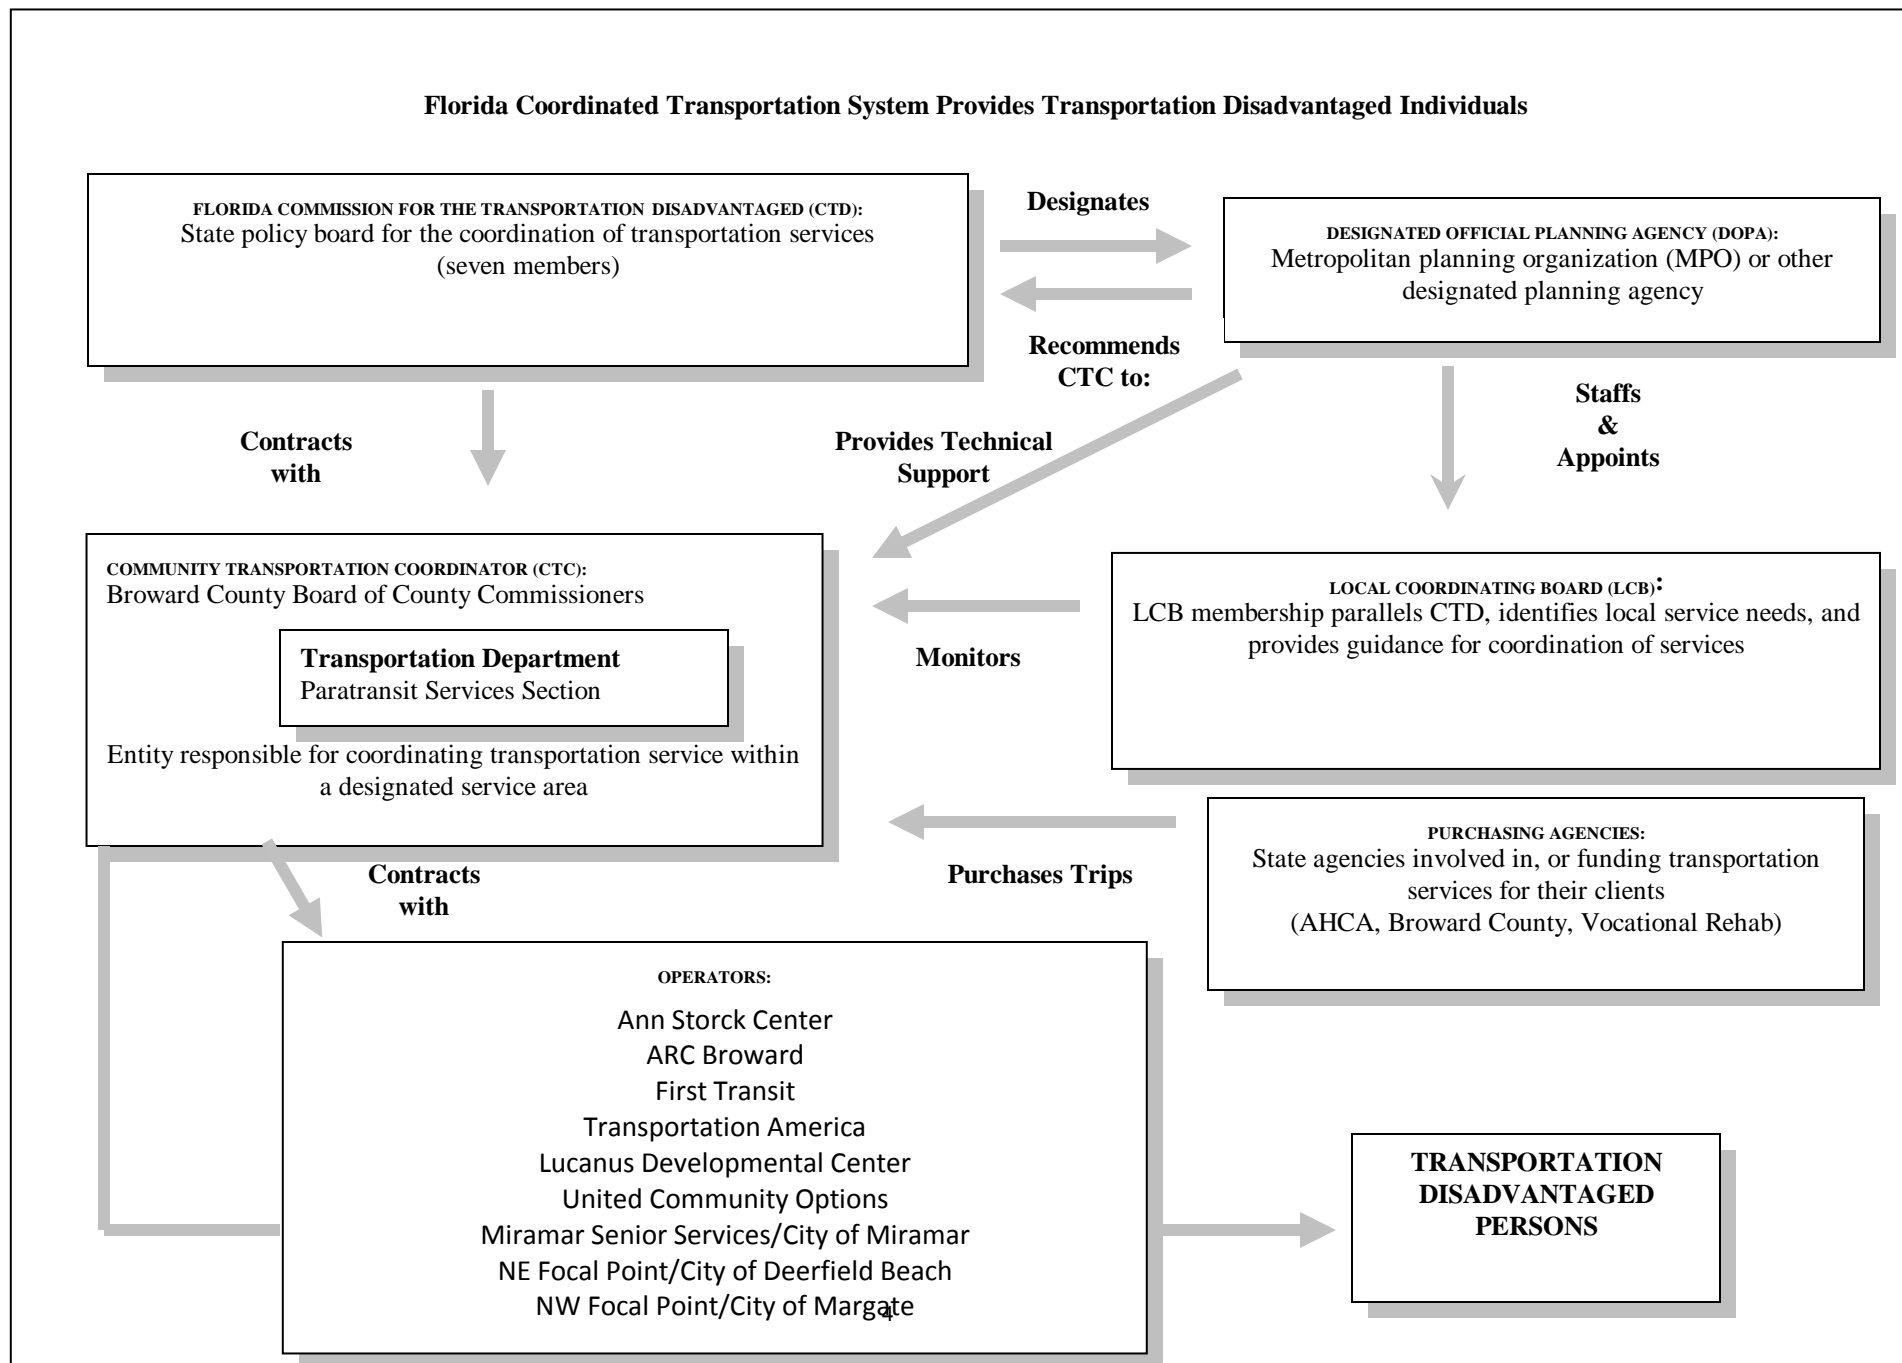 Florida Coordinated Transportation System Provides Transportation Disadvantaged Individuals
FLORIDA COMMISSION FOR THE TRANSPORTATION DISADVANTAGED (CTD):
State policy board for the coordination of transportation services
(seven members)
Designates
DESIGNATED OFFICIAL PLANNING AGENCY (DOPA):
Metropolitan planning organization (MPO) or other
designated planning agency
Recommends
CTC to:
Contracts
with
Provides Technical
Support
Staffs
&
Appoints
COMMUNITY TRANSPORTATION COORDINATOR (CTC):
Broward County Board of County Commissioners
Transportation Department
Paratransit Services Section
Entity responsible for coordinating transportation service within
a designated service area
Monitors
LOCAL COORDINATING BOARD (LCB):
LCB membership parallels CTD, identifies local service needs, and
provides guidance for coordination of services
Purchases Trips
PURCHASING AGENCIES:
State agencies involved in, or funding transportation
services for their clients
(AHCA, Broward County, Vocational Rehab)
Contracts
with
OPERATORS:
Ann Storck Center
ARC Broward
First Transit
Transportation America
Lucanus Developmental Center
United Community Options
Miramar Senior Services/City of Miramar
NE Focal Point/City of Deerfield Beach
NW Focal Point/City of Margate
4
TRANSPORTATION
DISADVANTAGED
PERSONS